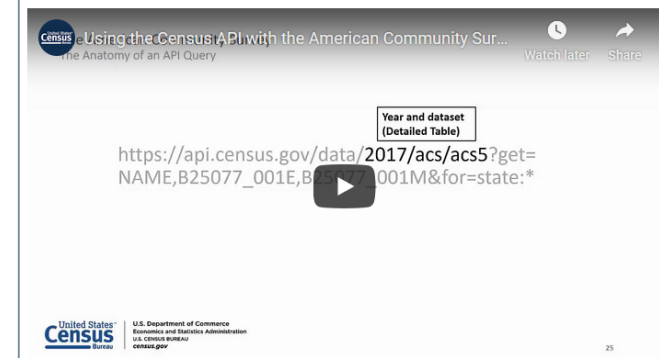 Using the Census API with the American Community Sur...
Watch later
Share
The Anatomy of an API Query
Year and dataset
(Detailed Table)
https://api.census.gov/data/2017/acs/acs5?get=
NAME,B25077_001E,B25077_001M&for=state:*
United States®
Census
Bureau
U.S. Department of Commerce
Economics and Statistics Administration
U.S. CENSUS BUREAU
census.gov
25